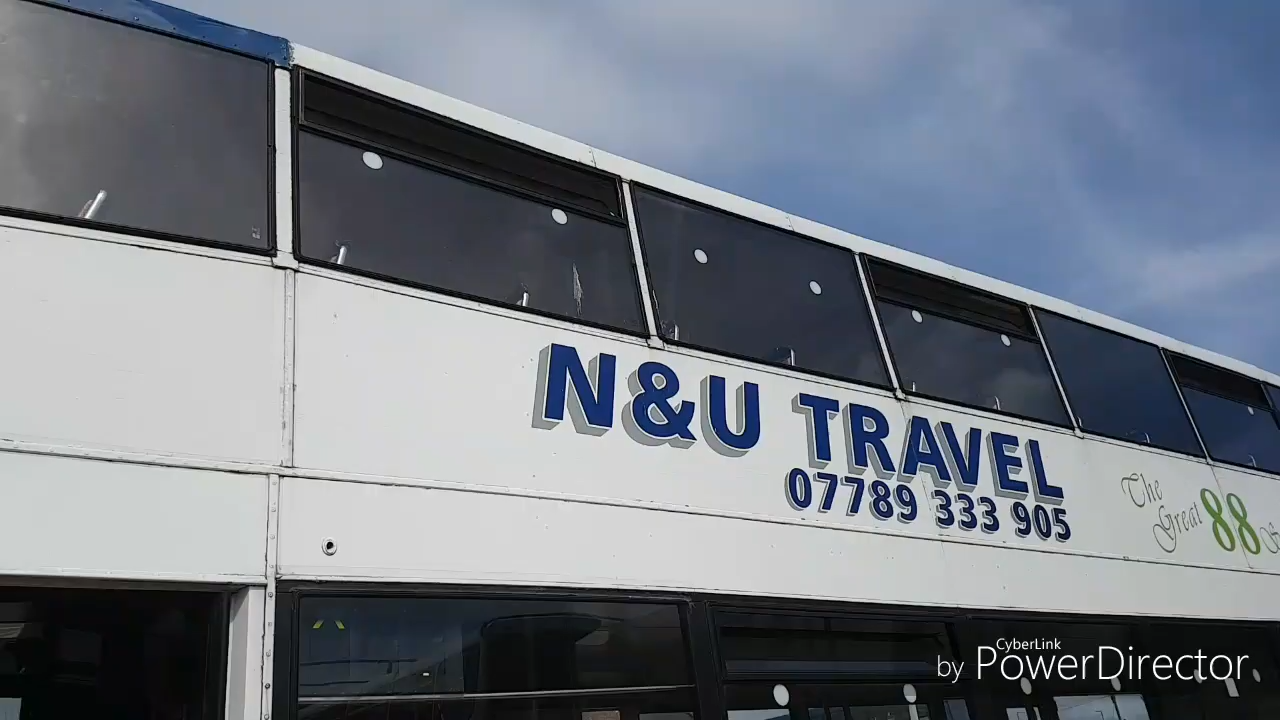 N&U TRAVEL
07789 333 905
The
Great 88
CyberLink
by PowerDirector